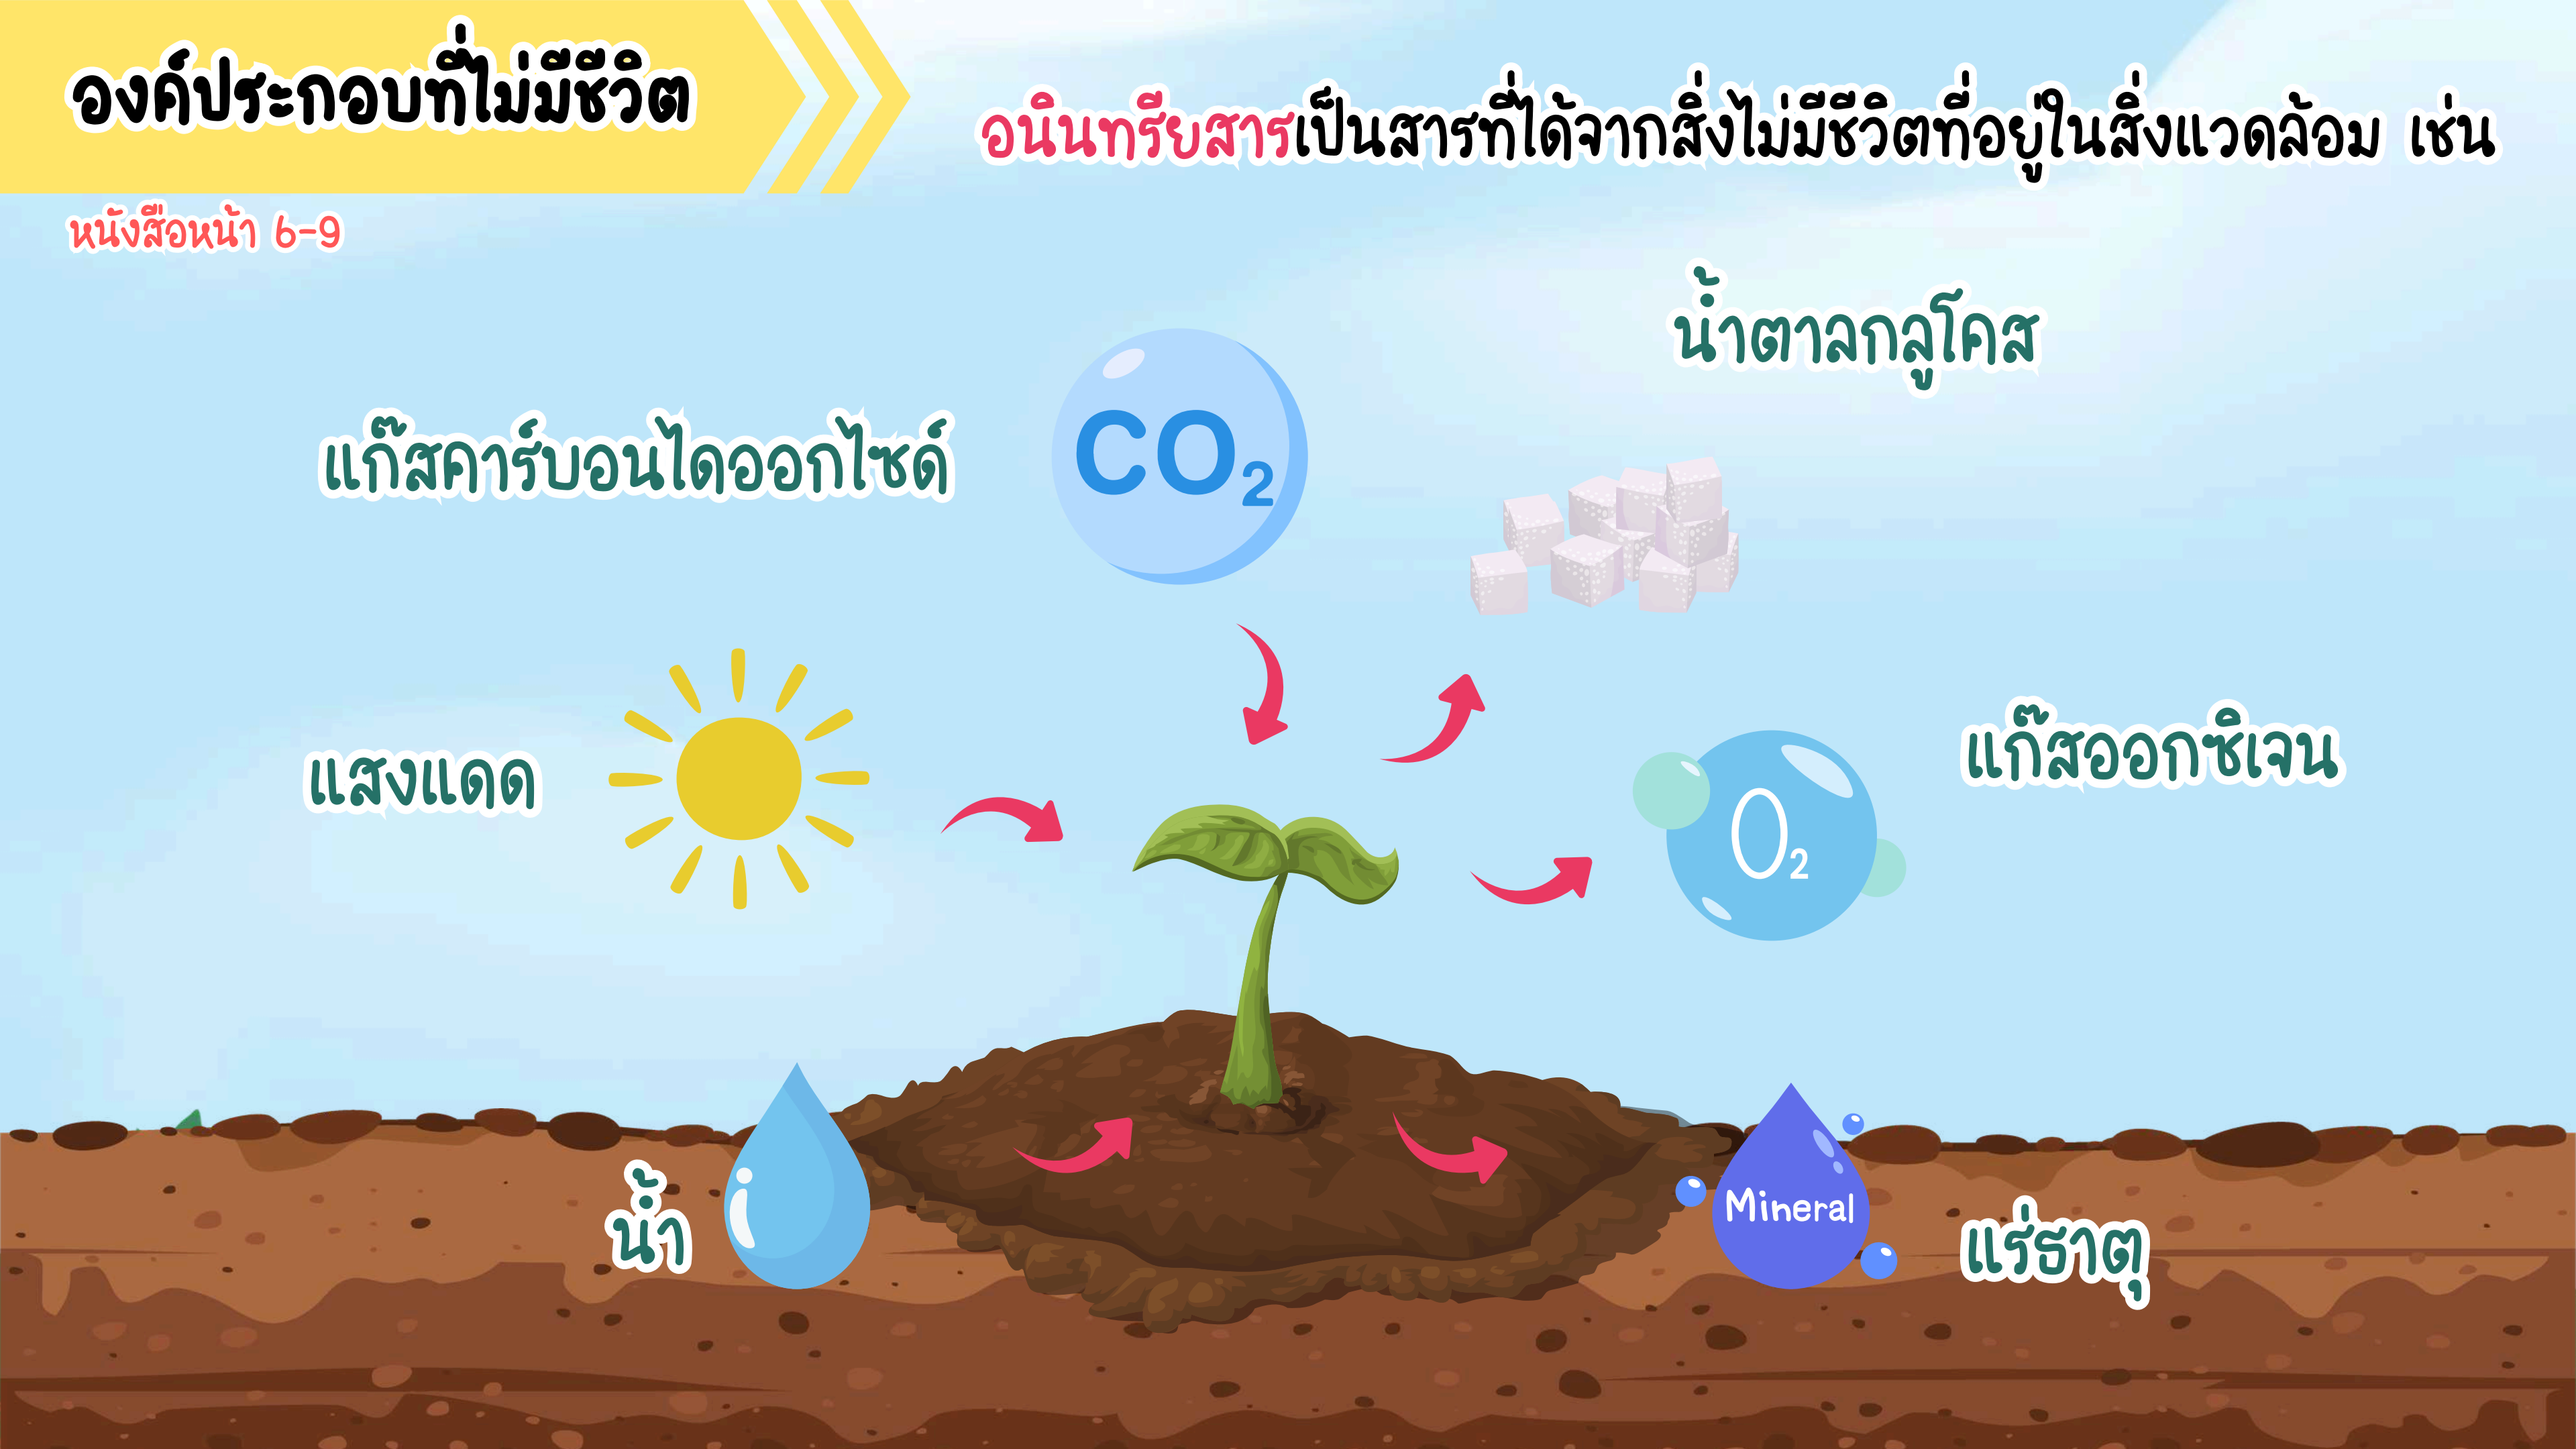 องค์ประกอบที่ไม่มีชีวิต
อนินทรียสารเป็นสารที่ได้จากสิ่งไม่มีชีวิตที่อยู่ในสิ่งแวดล้อม เช่น
หนังสือหน้า 6-9
น้ำตาลกลูโคส
แก๊สคาร์บอนไดออกไซด์
CO₂
แสงแดด
แก๊สออกซิเจน
O₂
น้ำ
Mineral
แร่ธาตุ